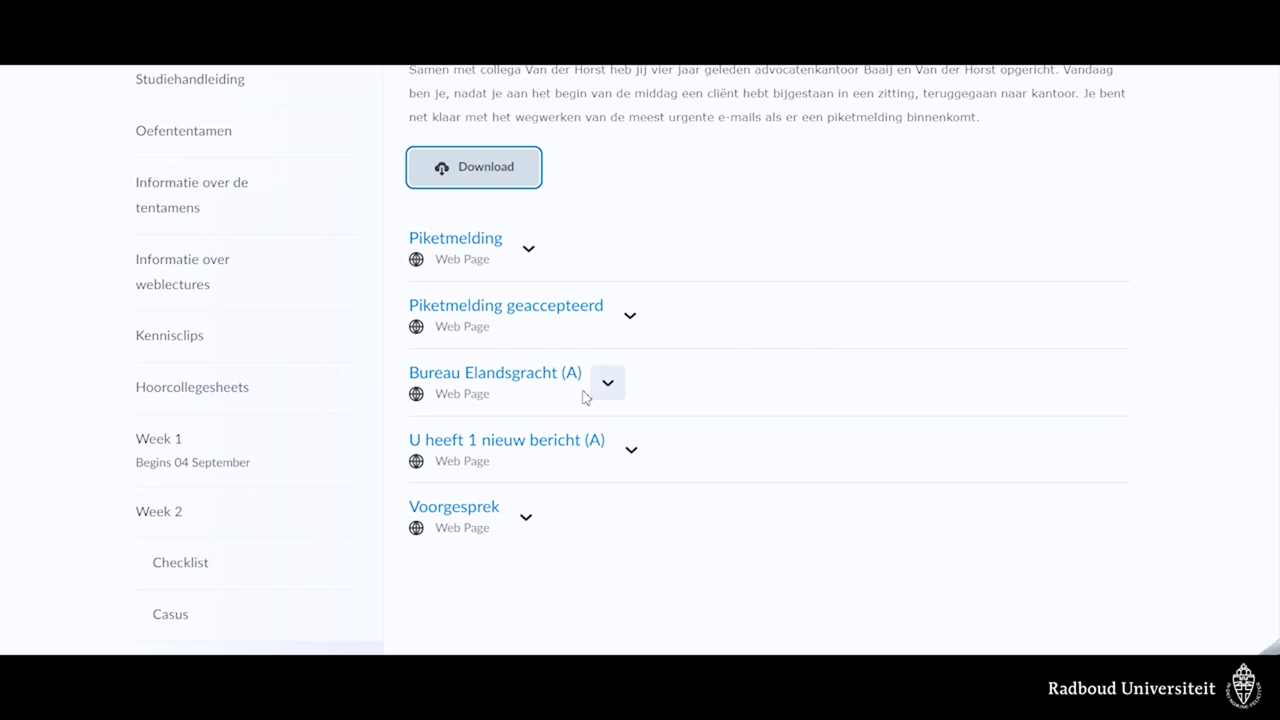 Studiehandleiding
Oefententamen
Informatie over de
tentamens
Informatie over
weblectures
Kennisclips
Hoorcollegesheets
Week 1
Begins 04 September
Week 2
Checklist
Casus
Samen met collega Van der Horst heb jij vier jaar geleden advocatenkantoor Baaij en Van der Horst opgericht. Vandaag
ben je, nadat je aan het begin van de middag een cliënt hebt bijgestaan in een zitting, teruggegaan naar kantoor. Je bent
net klaar met het wegwerken van de meest urgente e-mails als er een piketmelding binnenkomt.
Download
Piketmelding
Web Page
Piketmelding geaccepteerd
Web Page
Bureau Elandsgracht (A)
Web Page
U heeft 1 nieuw bericht (A)
Web Page
Voorgesprek
Web Page
Radboud Universiteit